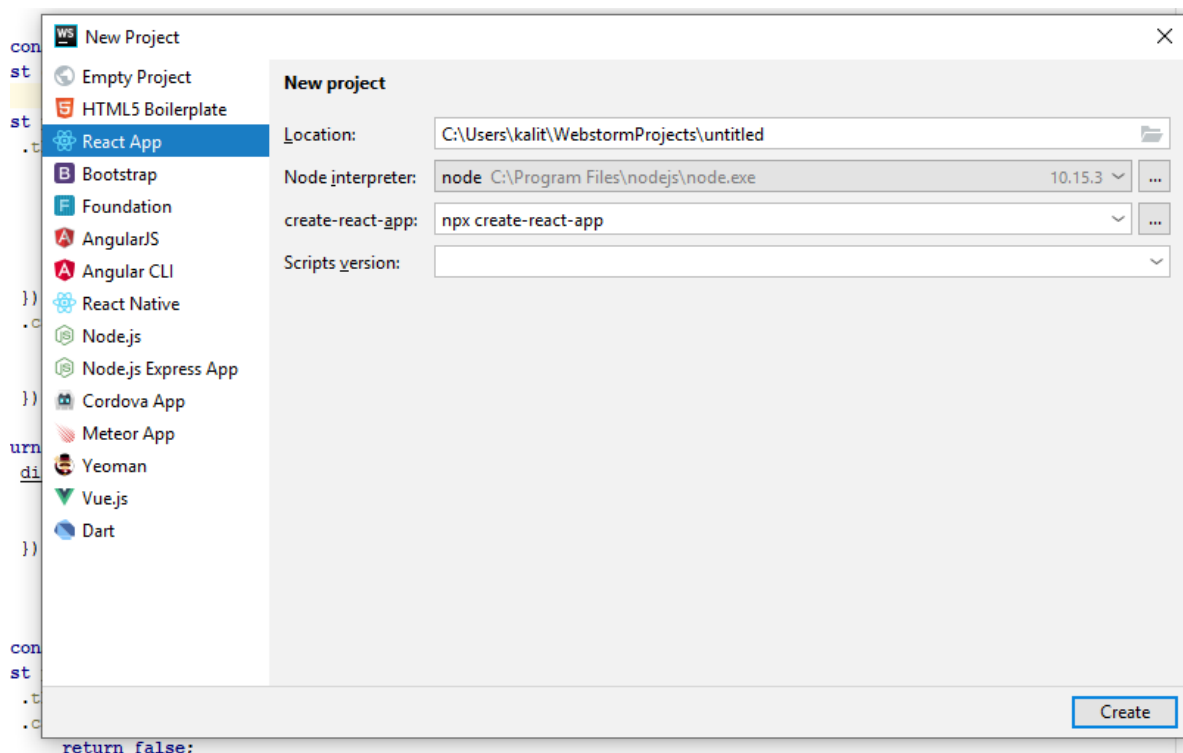 WS New Project
Empty Project
HTML5 Boilerplate
React App
Bootstrap
Foundation
AngularJS
Angular CLI
React Native
Node.js
Node.js Express App
Cordova App
Meteor App
Yeoman
Vue.js
Dart
New project
Location: C:\Users\kalit\WebstormProjects\untitled
Node interpreter: node C:\Program Files\nodejs\node.exe 10.15.3 ...
create-react-app: npx create-react-app ...
Scripts version:
Create
con
st
st
.t
})
.c
})
urn
di
})
con
st
.t
.c
return false;